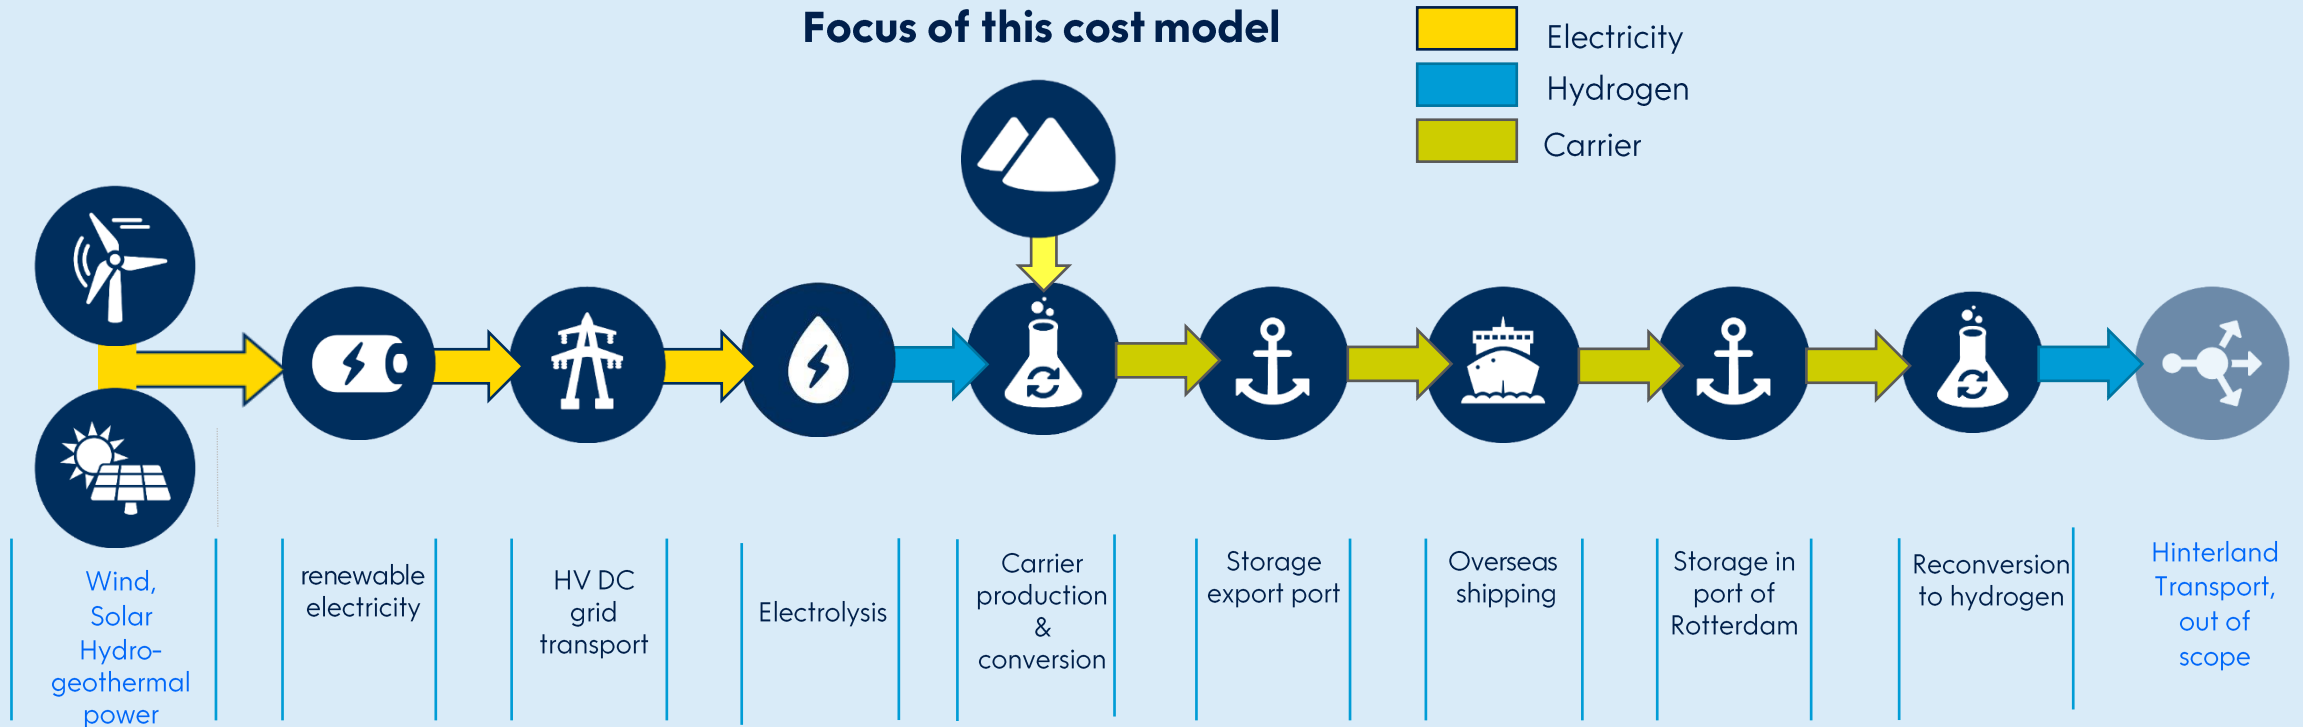 Focus of this cost model
Electricity
Hydrogen
Carrier
Wind,
Solar
Hydro-
geothermal
power
renewable
electricity
HV DC
grid
transport
Electrolysis
Carrier
production
&
conversion
Storage
export port
Overseas
shipping
Storage in
port of
Rotterdam
Reconversion
to hydrogen
Hinterland
Transport,
out of
scope